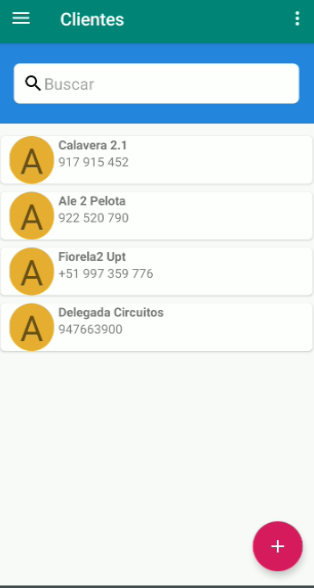 Clientes
Buscar
A
Calavera 2.1
917 915 452
A
Ale 2 Pelota
922 520 790
A
Fiorela2 Upt
+51 997 359 776
A
Delegada Circuitos
947663900
+